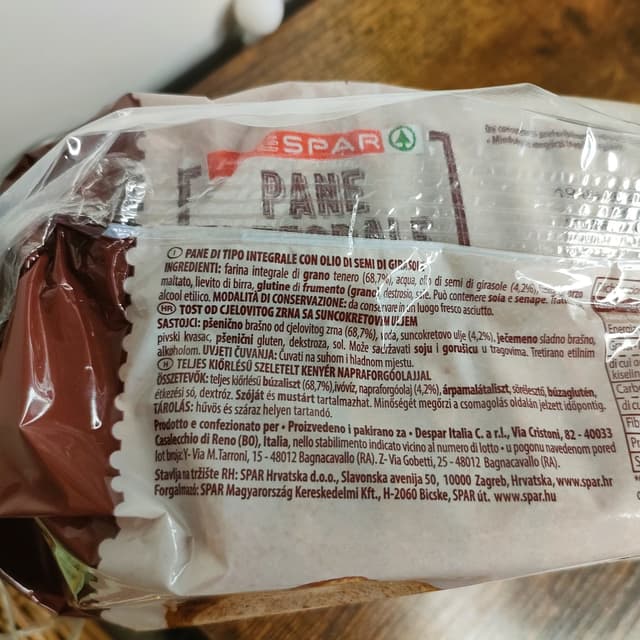 DESPAR
PANE
INTEGRALE
I PANE DI TIPO INTEGRALE CON OLIO DI SEMI DI GIRASOLE
INGREDIENTI: farina integrale di grano tenero (68,7%), acqua, olio di semi di girasole (4,2%),
maltato, lievito di birra, glutine di frumento (grano), destrosio, sale. Può contenere soia e senape.
alcool etilico. MODALITÀ DI CONSERVAZIONE: da conservare in un luogo fresco asciutto.
HR TOST OD CJELOVITOG ZRNA SA SUNCOKRETOVIM ULJEM
SASTOJCI: pšenično brašno od cjelovitog zrna (68,7%), voda, suncokretovo ulje (4,2%), ječmeno sladno brašno,
pivski kvasac, pšenični gluten, dekstroza, sol. Može sadržavati soju i gorušicu u tragovima. Tretirano etilnim
alkoholom. UVJETI ČUVANJA: Čuvati na suhom i hladnom mjestu.
H TELJES KIŐRLÉSŰ SZELETELT KENYÉR NAPRAFORGÓOLAJJAL
ÖSSZETEVŐK: teljes kiőrlésű búzaliszt (68,7%), ivóvíz, napraforgóolaj (4,2%), árpamalátaliszt, sörélesztő, búzaglutén,
étkezési só, dextróz. Szóját és mustárt tartalmazhat. Minőségét megőrzi a csomagolás oldalán jelzett időpontig.
TÁROLÁS: hűvös és száraz helyen tartandó.
Prodotto e confezionato per • Proizvedeno i pakirano za • Despar Italia C. a r.l., Via Cristoni, 82 - 40033
Casalecchio di Reno (BO), Italia, nello stabilimento indicato vicino al numero di lotto • u pogonu navedenom pored
lot broja: Y- Via M. Tarroni, 15 - 48012 Bagnacavallo (RA). Z- Via Gobetti, 25 - 48012 Bagnacavallo (RA).
Stavlja na tržište RH: SPAR Hrvatska d.o.o., Slavonska avenija 50, 10000 Zagreb, Hrvatska, www.spar.hr
Forgalmazó: SPAR Magyarország Kereskedelmi Kft., H-2060 Bicske, SPAR út. www.spar.hu